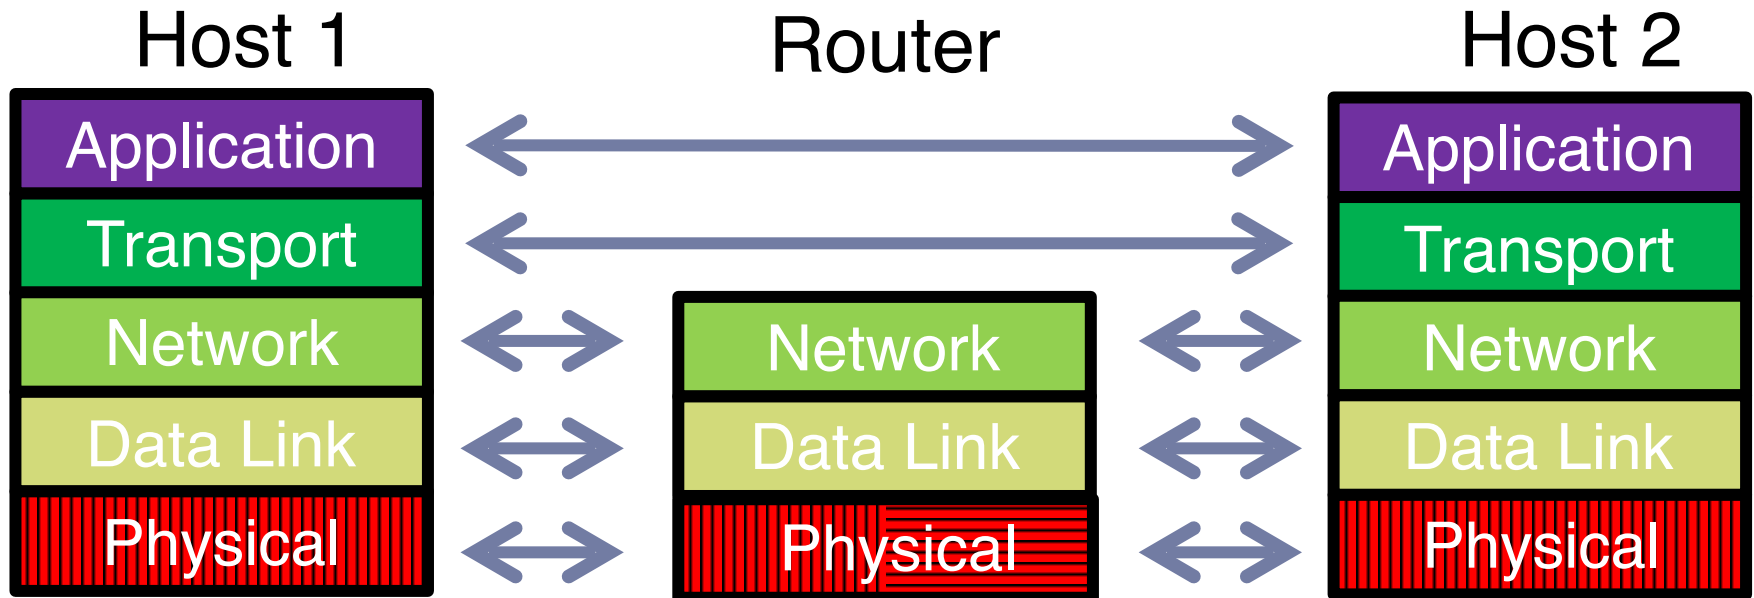 Host 1
Router
Host 2
Application
Application
Transport
Transport
Network
Network
Network
Data Link
Data Link
Data Link
Physical
Physical
Physical